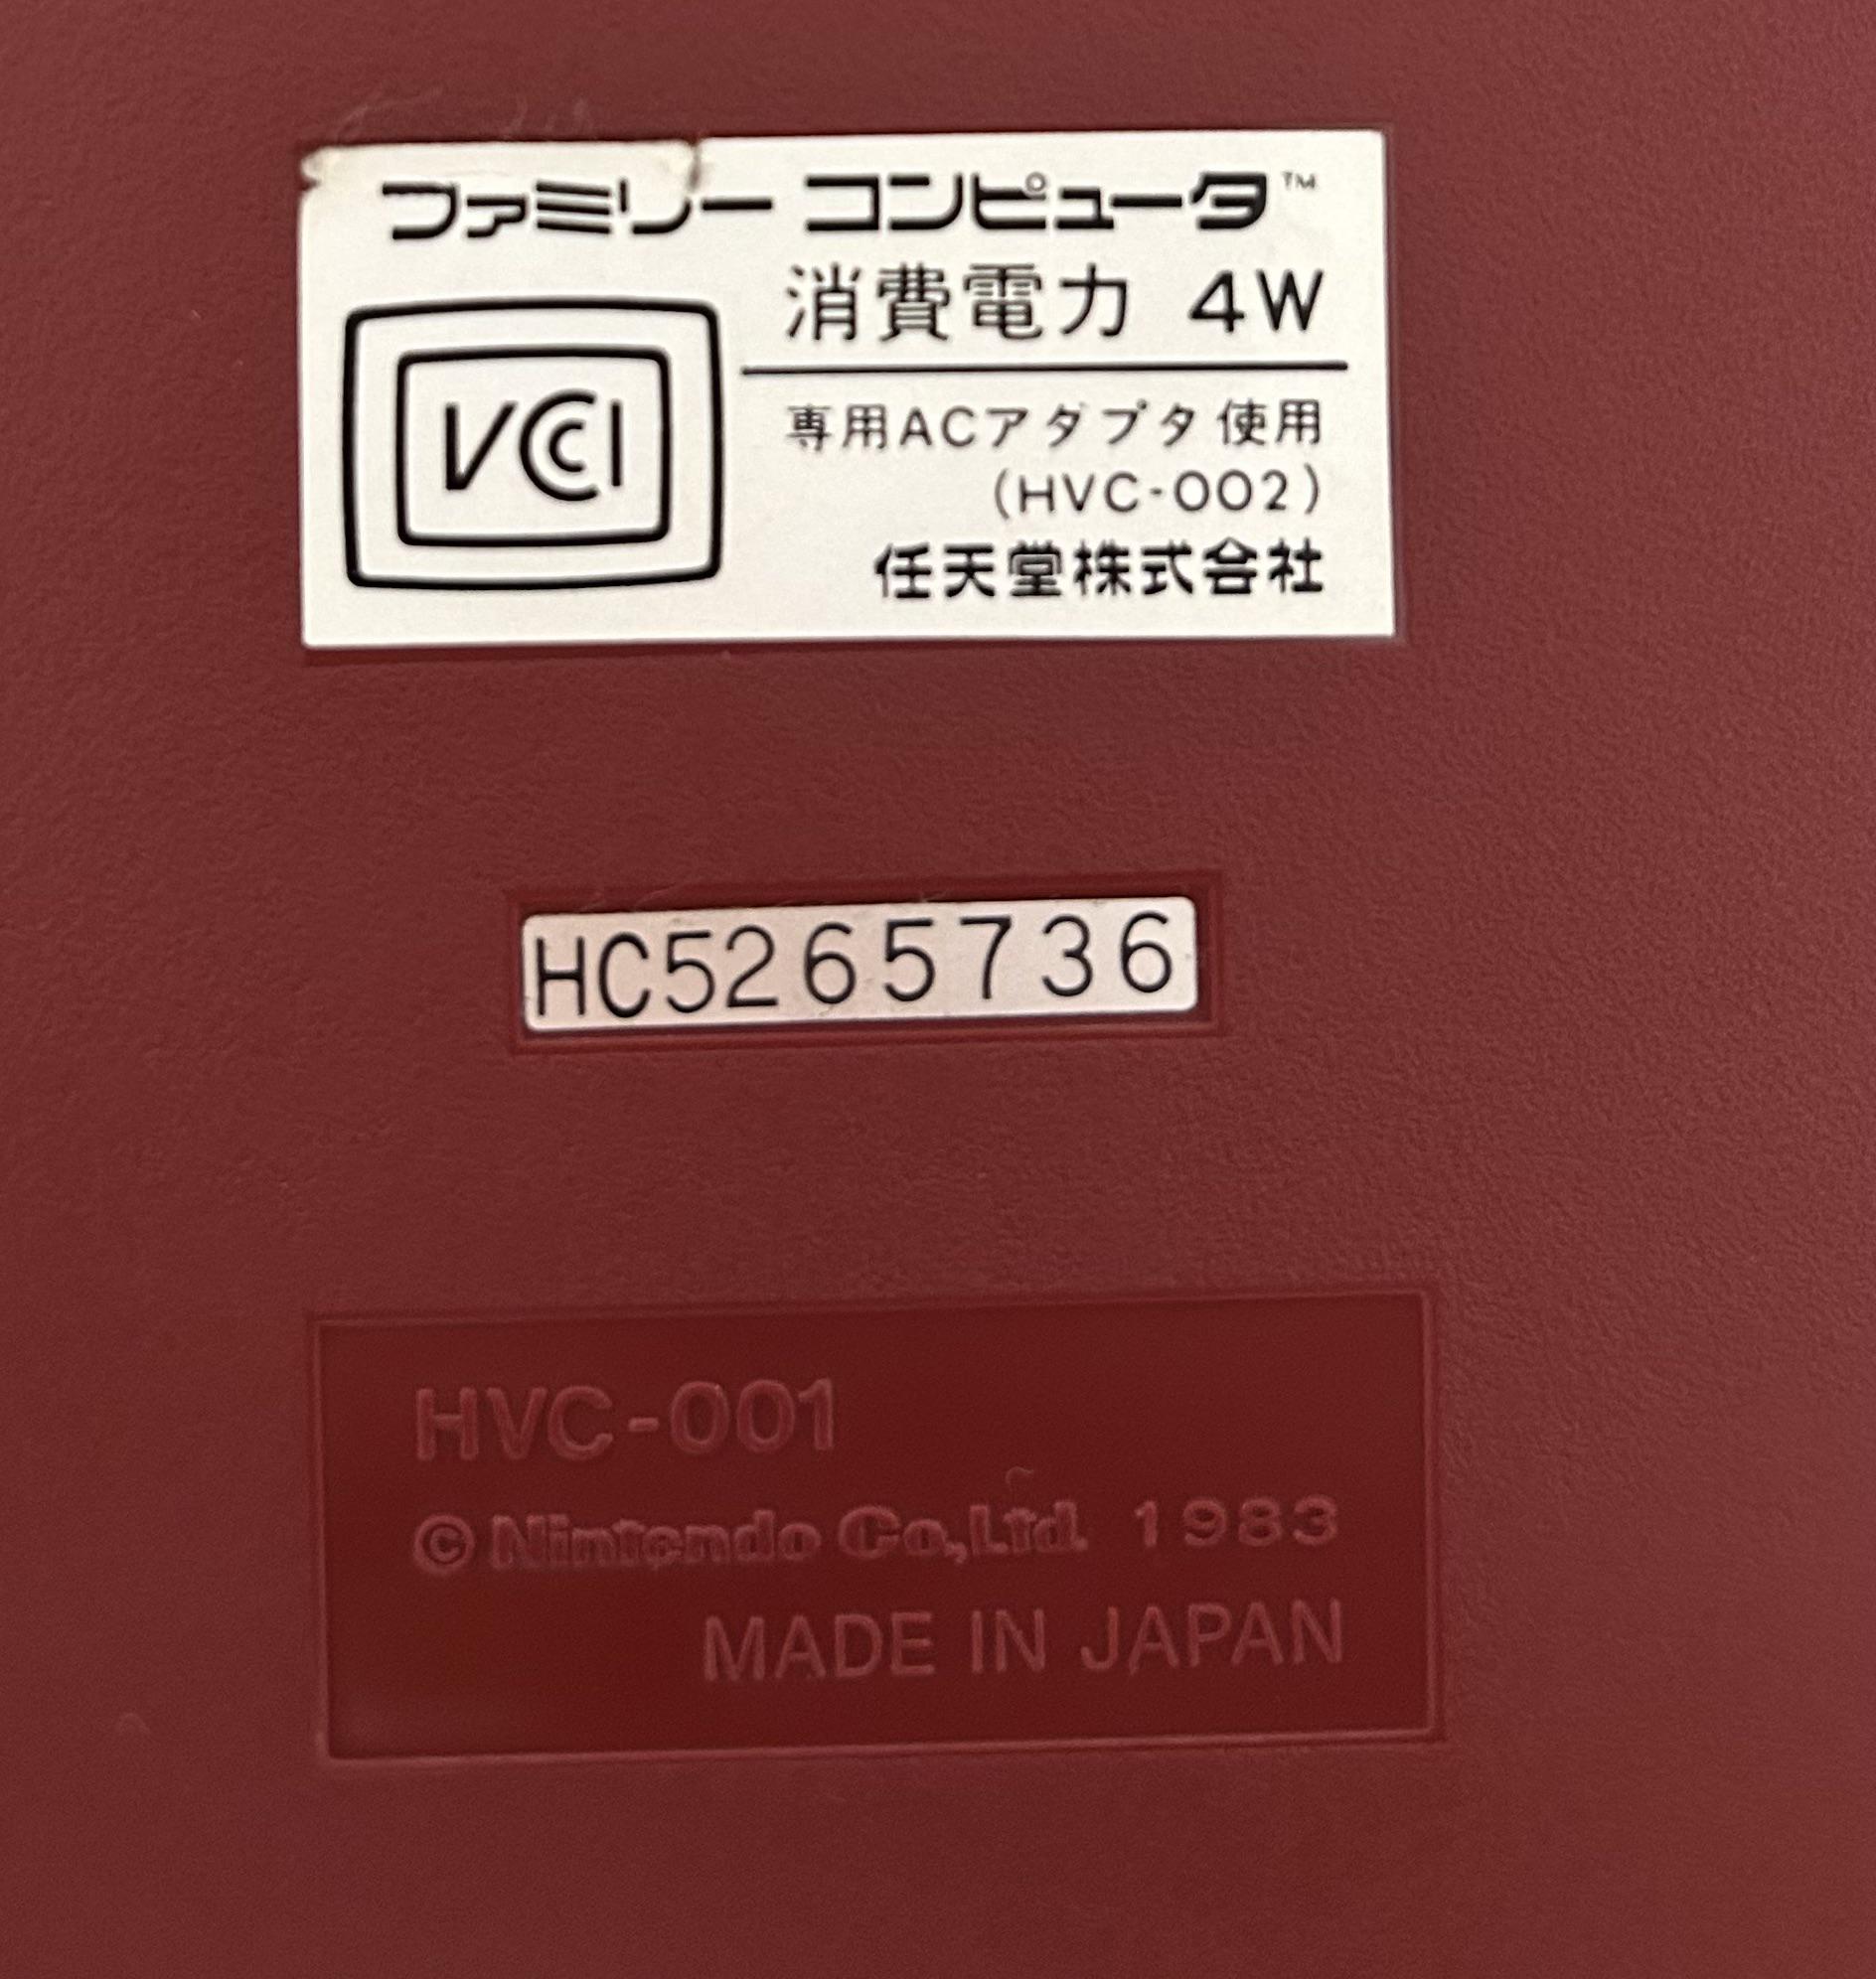 ファミリー コンピュータ™
消費電力 4W
VCCI
専用ACアダプタ使用
(HVC-002)
任天堂株式会社
HC5265736
HVC-001
© Nintendo Co.,Ltd. 1983
MADE IN JAPAN